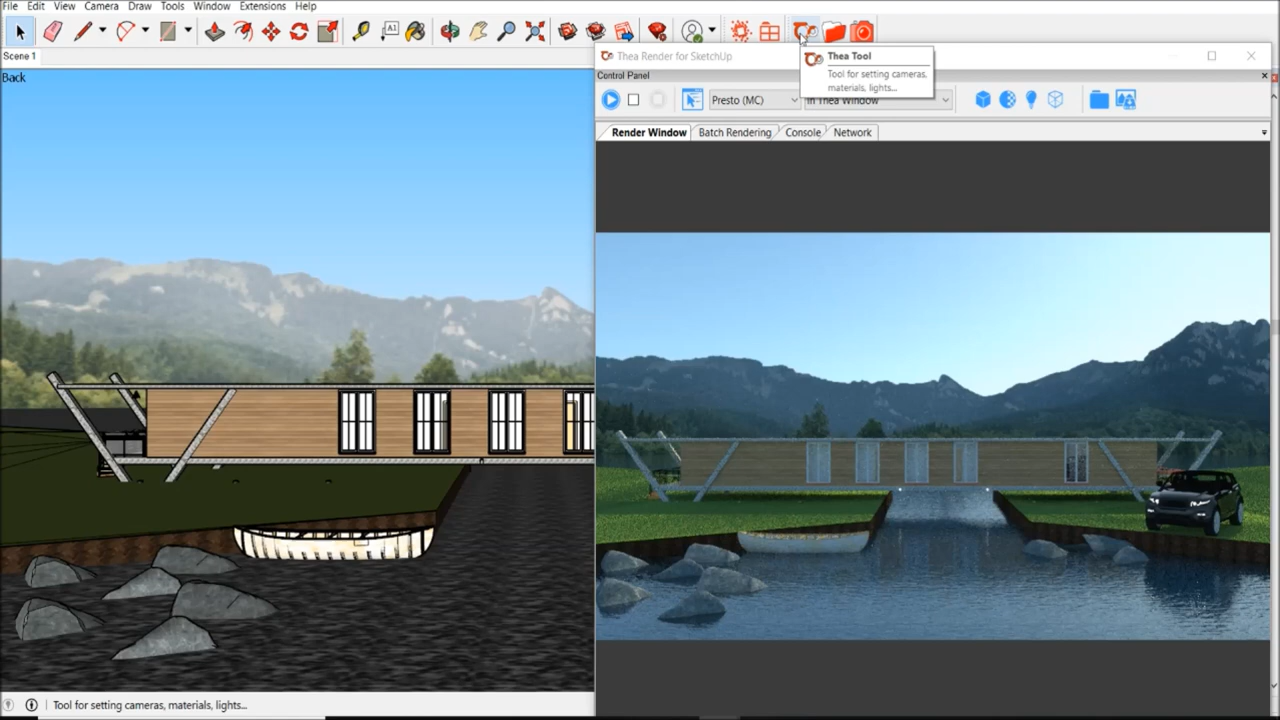 File Edit View Camera Draw Tools Window Extensions Help
A1
Scene 1
Back
Thea Render for SketchUp
Thea Tool
Tool for setting cameras,
materials, lights...
Control Panel
Presto (MC)
In Thea Window
Render Window Batch Rendering Console Network
Tool for setting cameras, materials, lights...